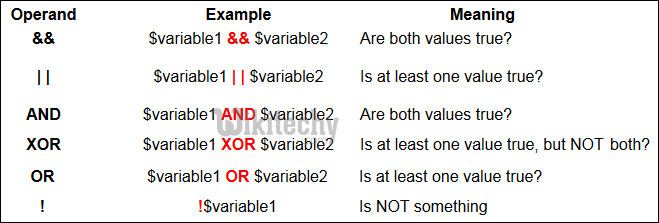 Operand Example Meaning
&& $variable1 && $variable2 Are both values true?
| | $variable1 | | $variable2 Is at least one value true?
AND $variable1 AND $variable2 Are both values true?
Wikitechy
XOR $variable1 XOR $variable2 Is at least one value true, but NOT both?
OR $variable1 OR $variable2 Is at least one value true?
! !$variable1 Is NOT something